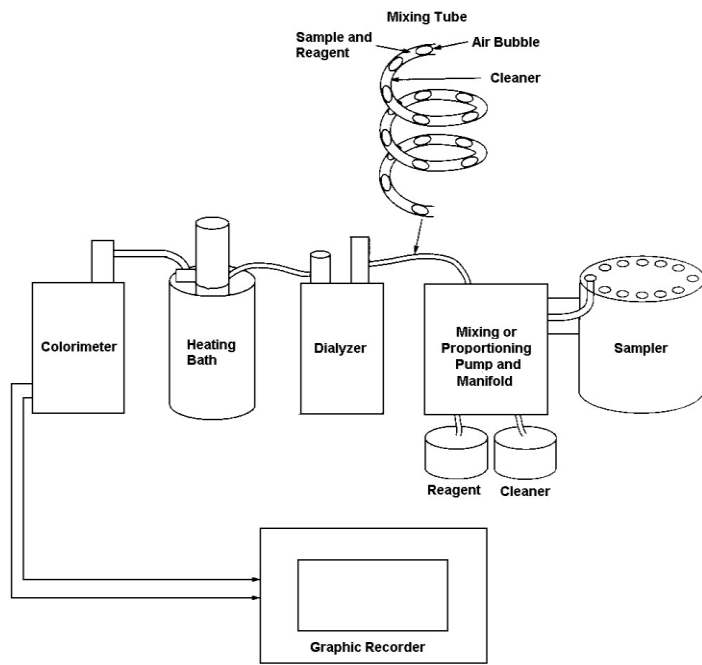 Mixing Tube
Sample and
Reagent
Air Bubble
Cleaner
Colorimeter
Heating
Bath
Dialyzer
Mixing or
Proportioning
Pump and
Manifold
Sampler
Reagent
Cleaner
Graphic Recorder